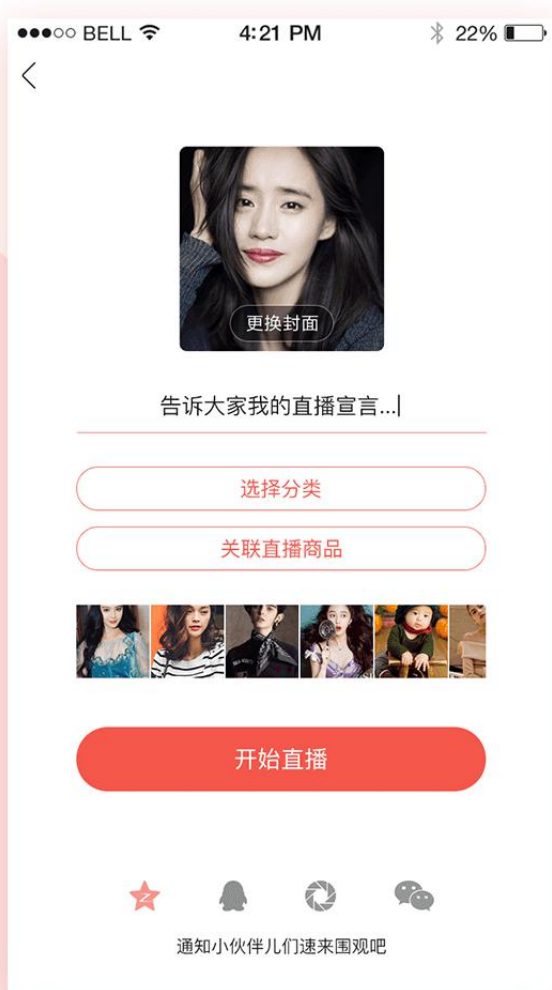 BELL 4:21 PM 22%
更换封面
告诉大家我的直播宣言...
选择分类
关联直播商品
开始直播
通知小伙伴儿们速来围观吧